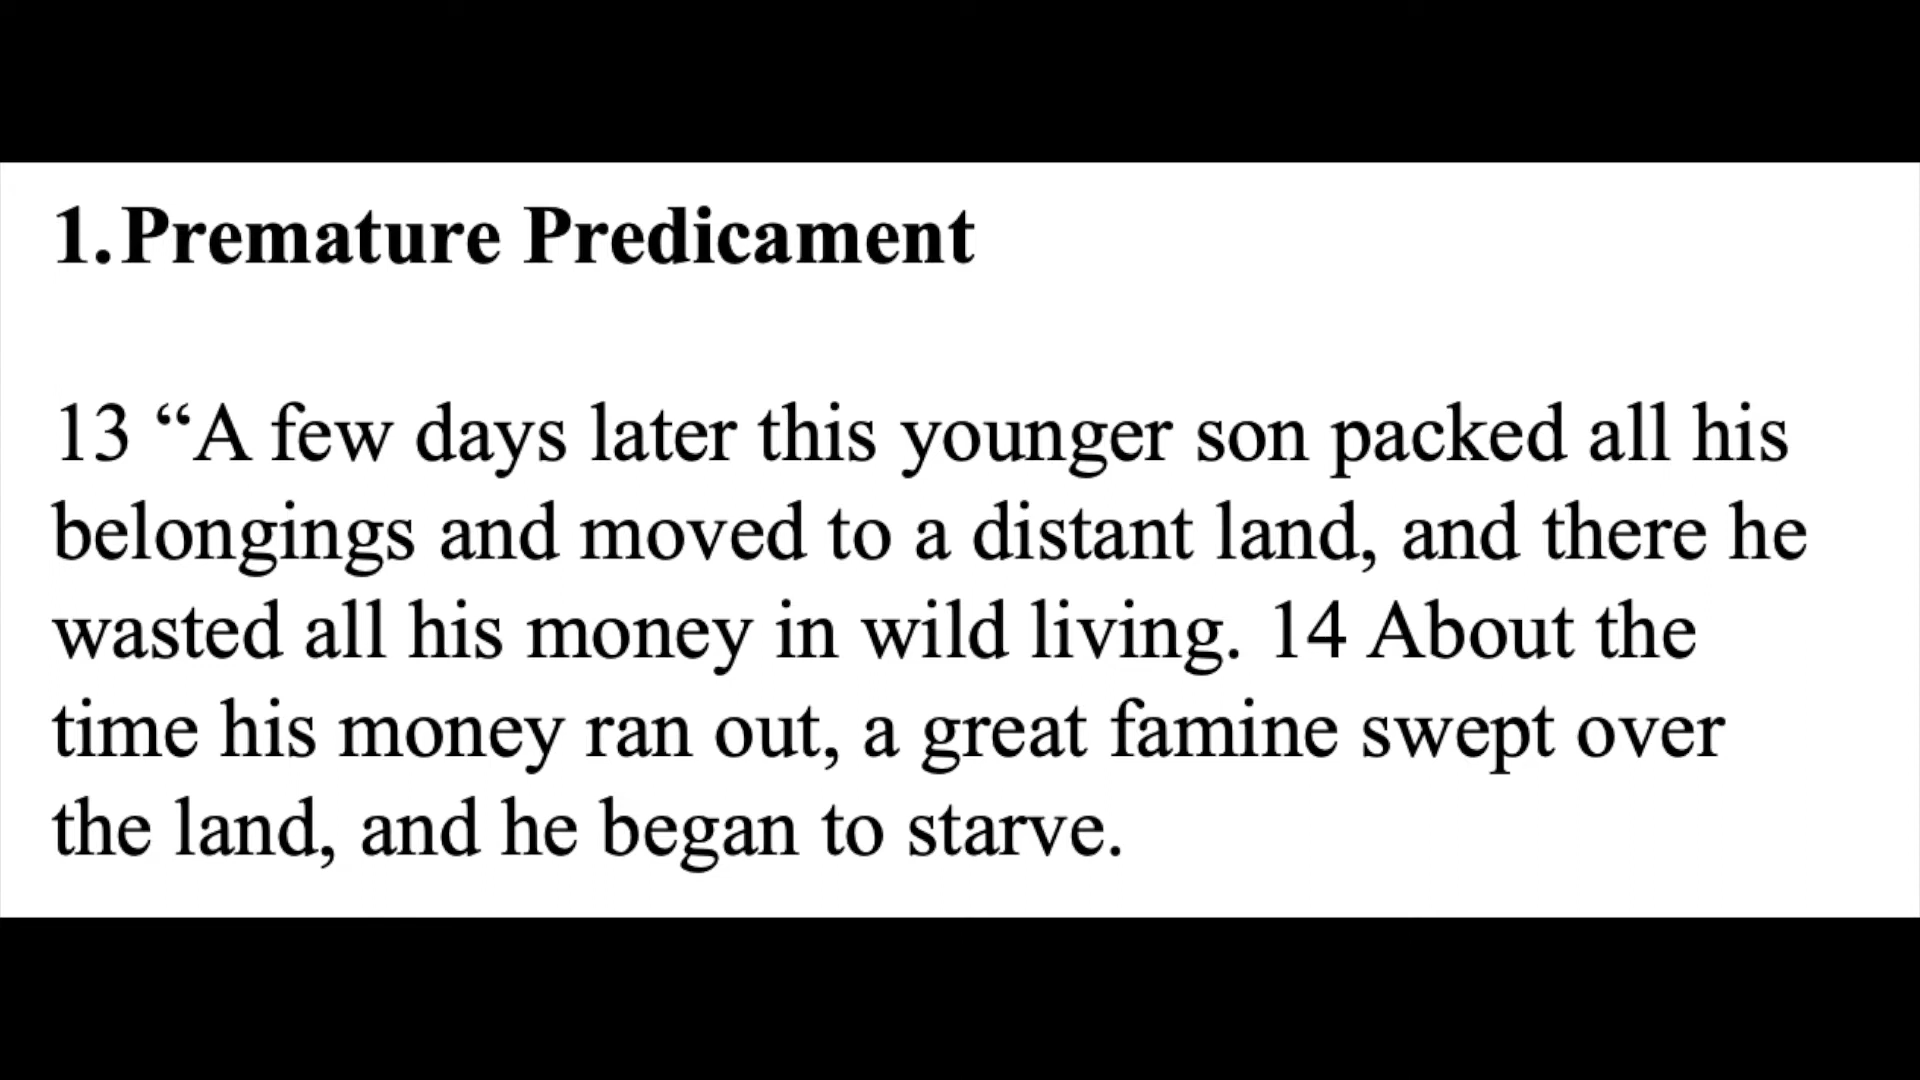 1. Premature Predicament
13 “A few days later this younger son packed all his
belongings and moved to a distant land, and there he
wasted all his money in wild living. 14 About the
time his money ran out, a great famine swept over
the land, and he began to starve.